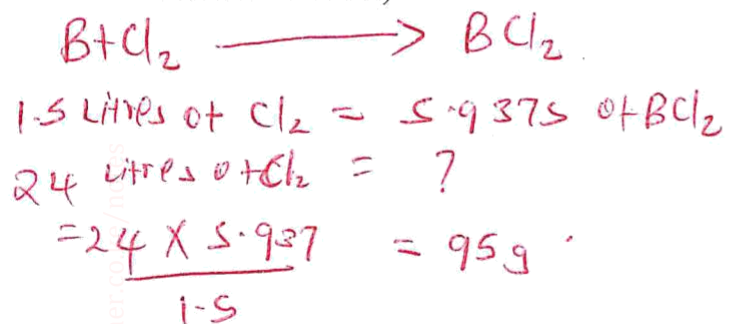 B+Cl₂ ⟶ BCl₂.
1.5 Litres of Cl₂ = 5.9375 of BCl₂
24 Litres of Cl₂ = ?
=24 X 5.937 = 95g.
1.5